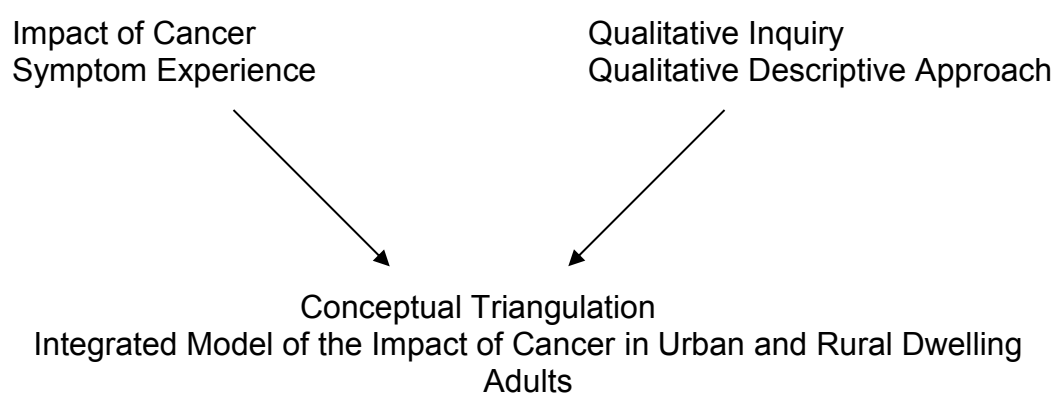 Impact of Cancer
Symptom Experience
Qualitative Inquiry
Qualitative Descriptive Approach
Conceptual Triangulation
Integrated Model of the Impact of Cancer in Urban and Rural Dwelling
Adults